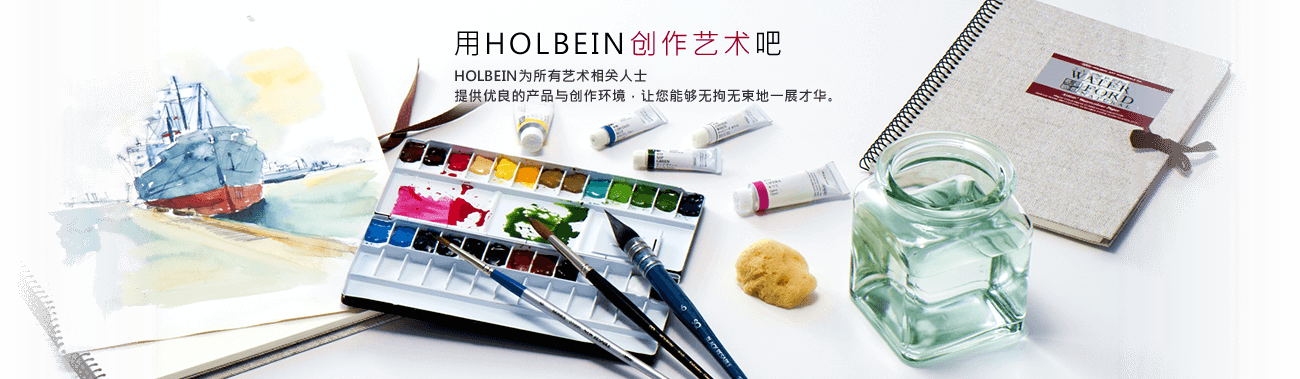 用HOLBEIN创作艺术吧
HOLBEIN为所有艺术相关人士
提供优良的产品与创作环境，让您能够无拘无束地一展才华。
WATER
FORD